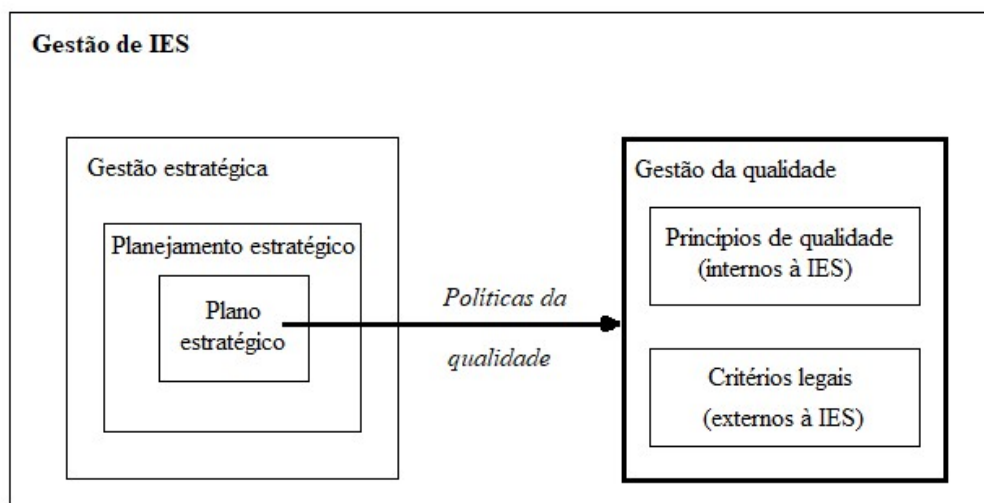 Gestão de IES
Gestão estratégica
Planejamento estratégico
Plano
estratégico
Políticas da
qualidade
Gestão da qualidade
Princípios de qualidade
(internos à IES)
Critérios legais
(externos à IES)